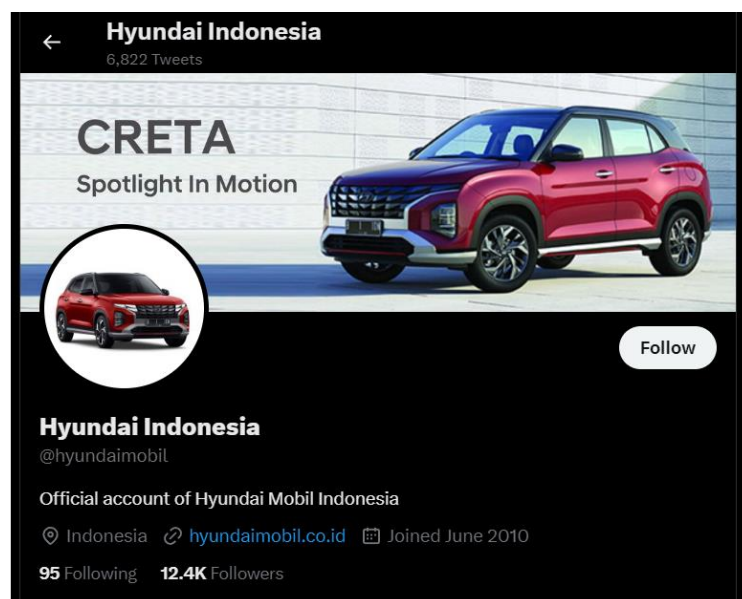 Hyundai Indonesia
6,822 Tweets
CRETA
Spotlight In Motion
Follow
Hyundai Indonesia
@hyundaimobil
Official account of Hyundai Mobil Indonesia
Indonesia hyundaimobil.co.id Joined June 2010
95 Following 12.4K Followers